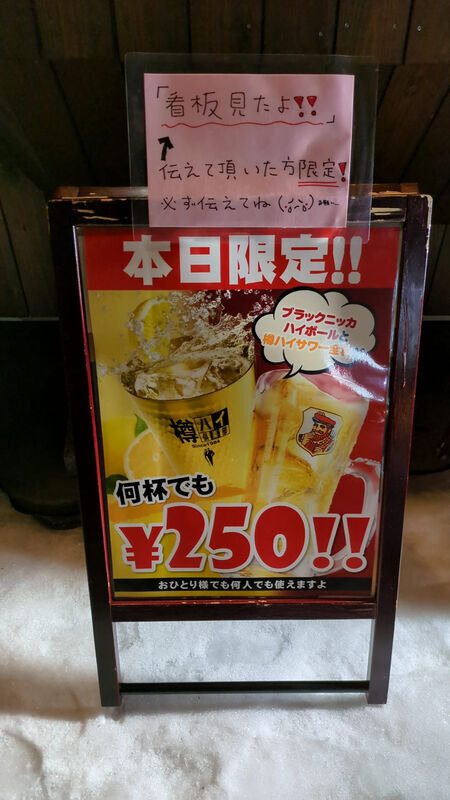 「看板見たよ!!」
↑
伝えて頂いた方限定!
必ず伝えてね
本日限定!!
ブラックニッカ
ハイボールと
樽ハイサワー全
樽ハイ
Since1984
何杯でも
¥250!!
おひとり様でも何人でも使えますよ